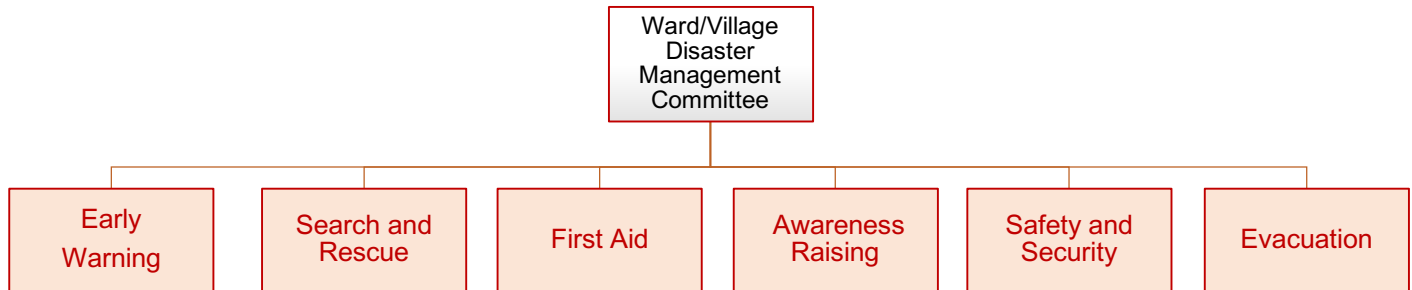 Ward/Village
Disaster
Management
Committee
Early
Warning
Search and
Rescue
First Aid
Awareness
Raising
Safety and
Security
Evacuation